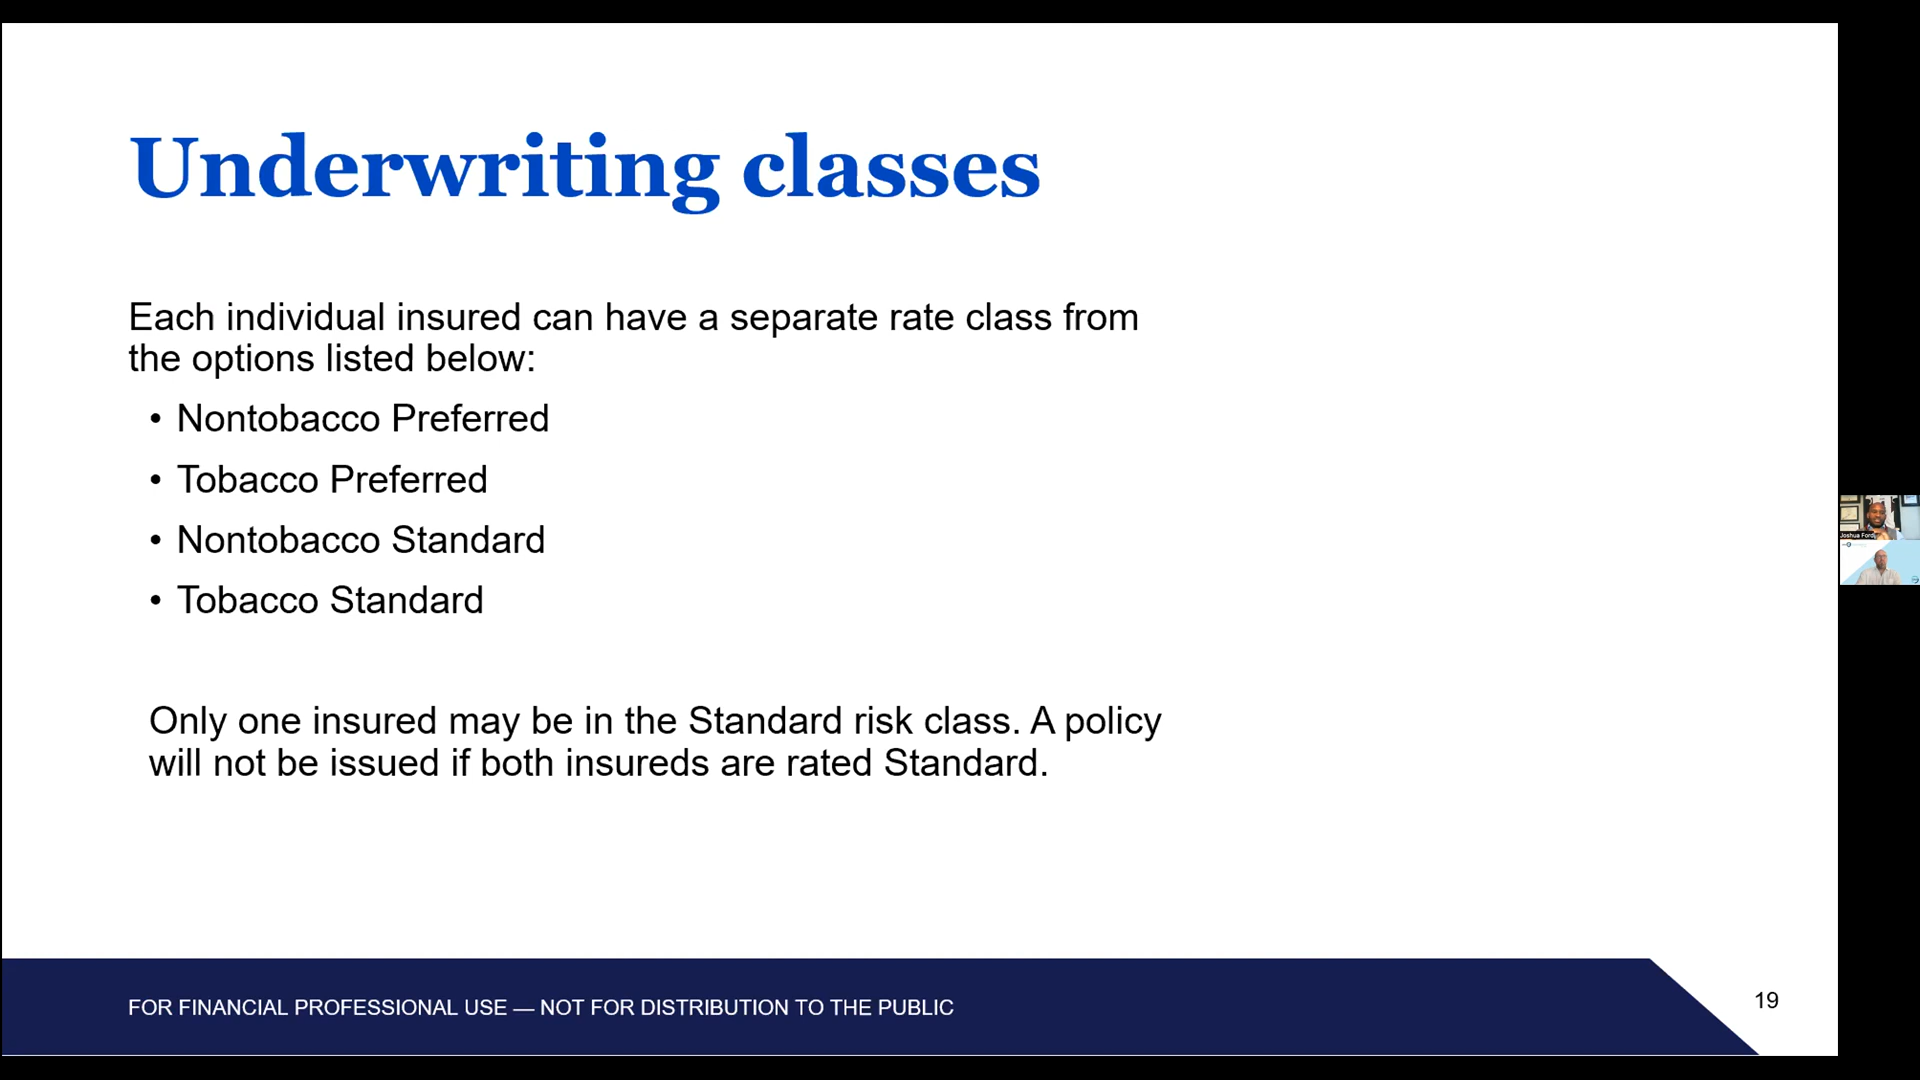 Underwriting classes
Each individual insured can have a separate rate class from
the options listed below:
• Nontobacco Preferred
• Tobacco Preferred
• Nontobacco Standard
• Tobacco Standard
Only one insured may be in the Standard risk class. A policy
will not be issued if both insureds are rated Standard.
Joshua Ford
FOR FINANCIAL PROFESSIONAL USE — NOT FOR DISTRIBUTION TO THE PUBLIC
19